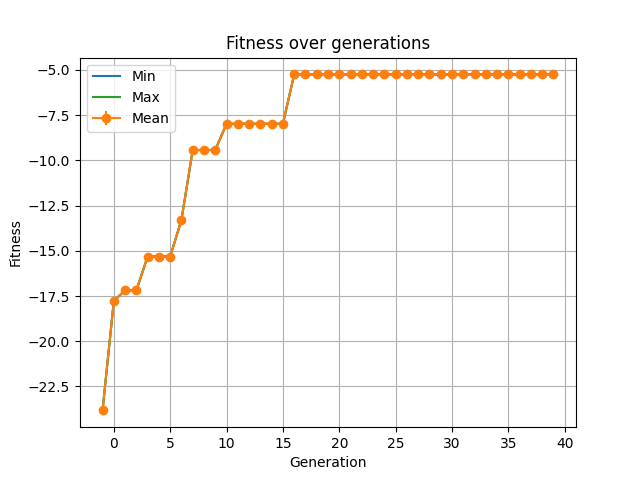 Fitness over generations
Min
Max
Mean
−5.0
−7.5
−10.0
−12.5
−15.0
−17.5
−20.0
−22.5
Fitness
0 5 10 15 20 25 30 35 40
Generation